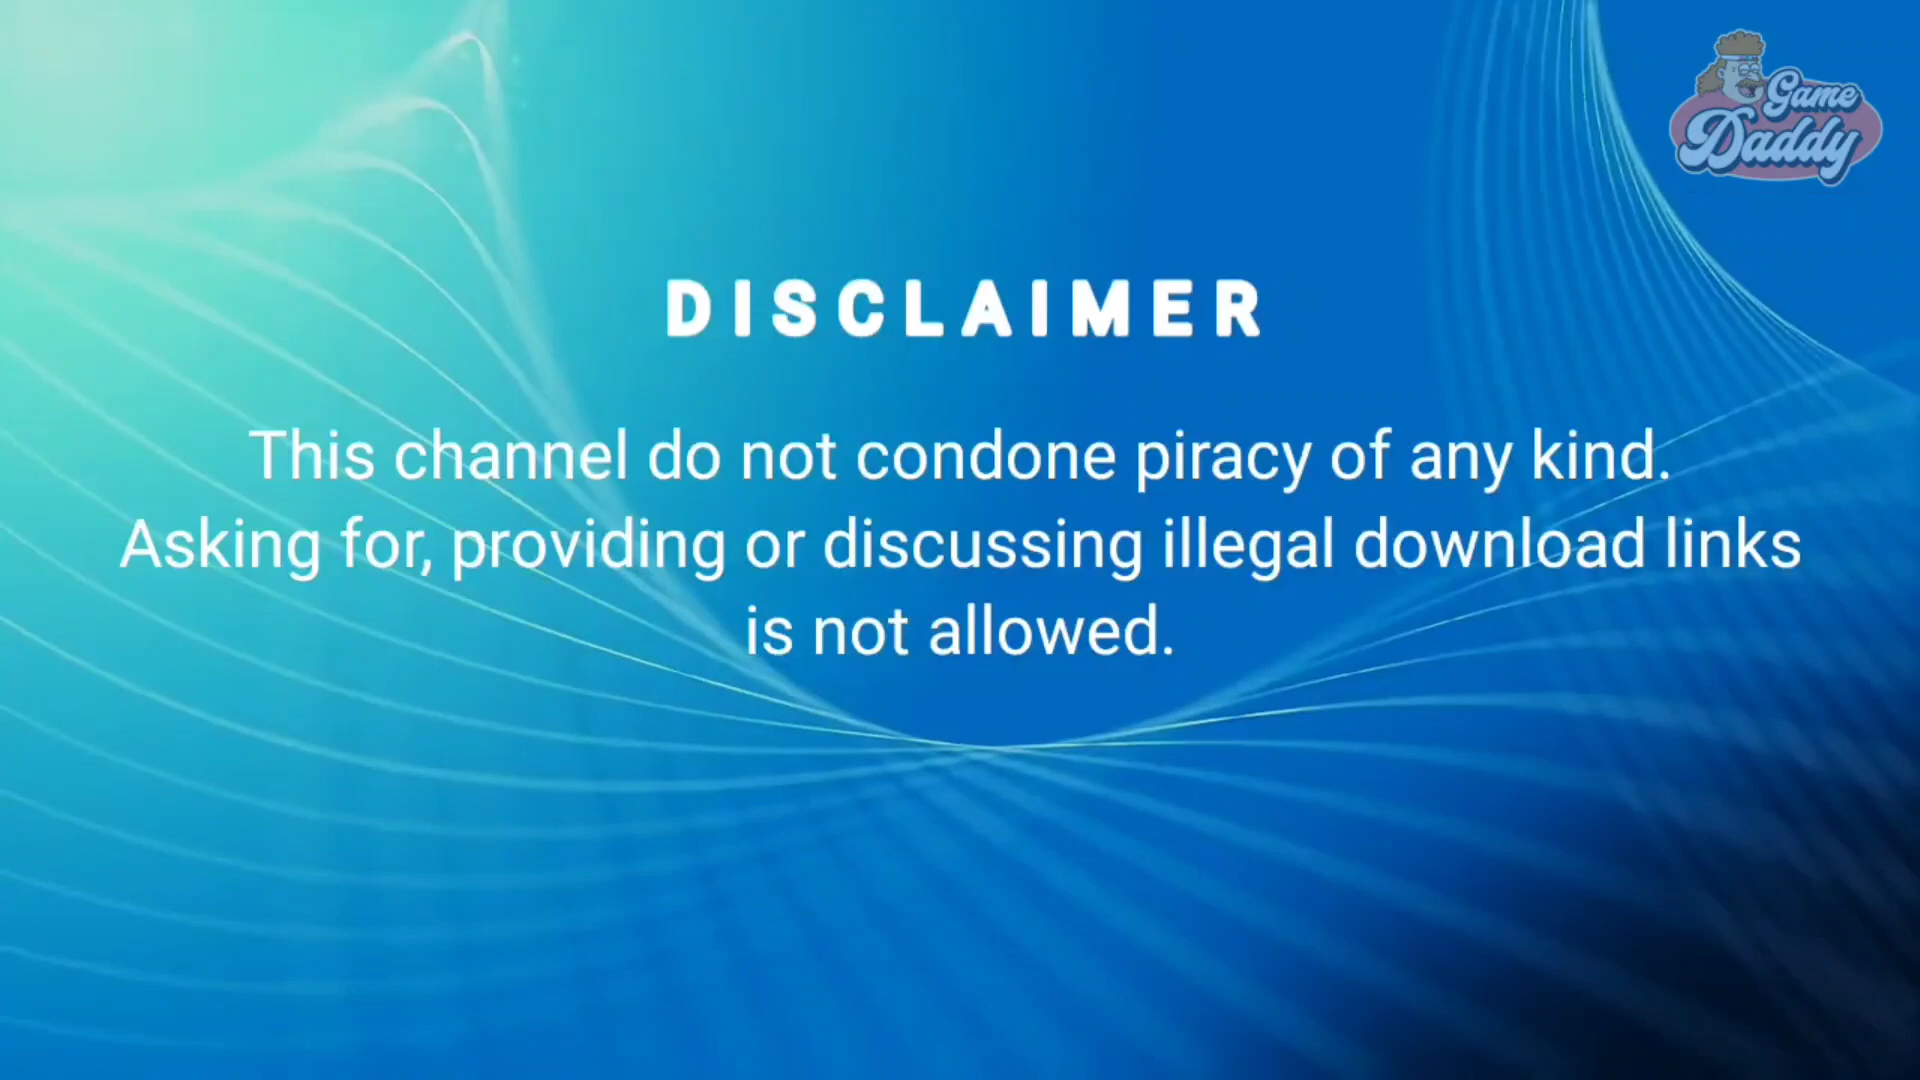 Game
Daddy
DISCLAIMER
This channel do not condone piracy of any kind.
Asking for, providing or discussing illegal download links
is not allowed.